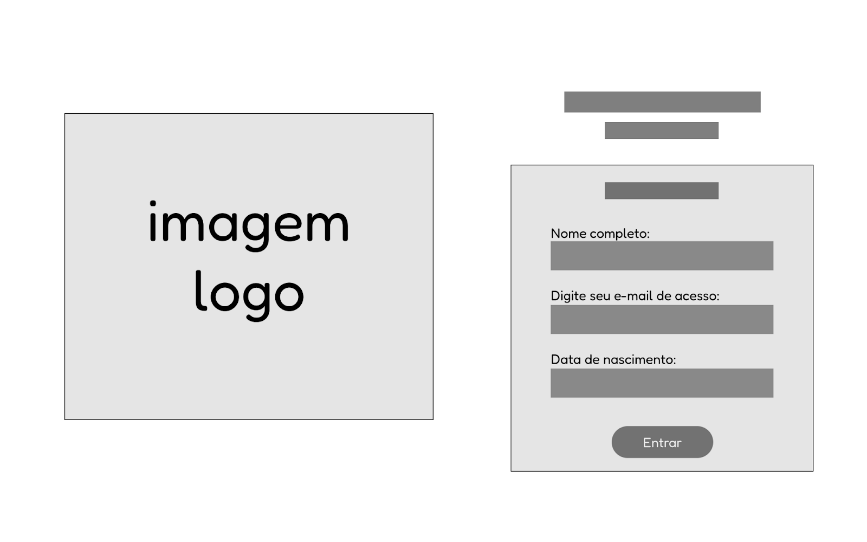 imagem
logo
Nome completo:
Digite seu e-mail de acesso:
Data de nascimento:
Entrar